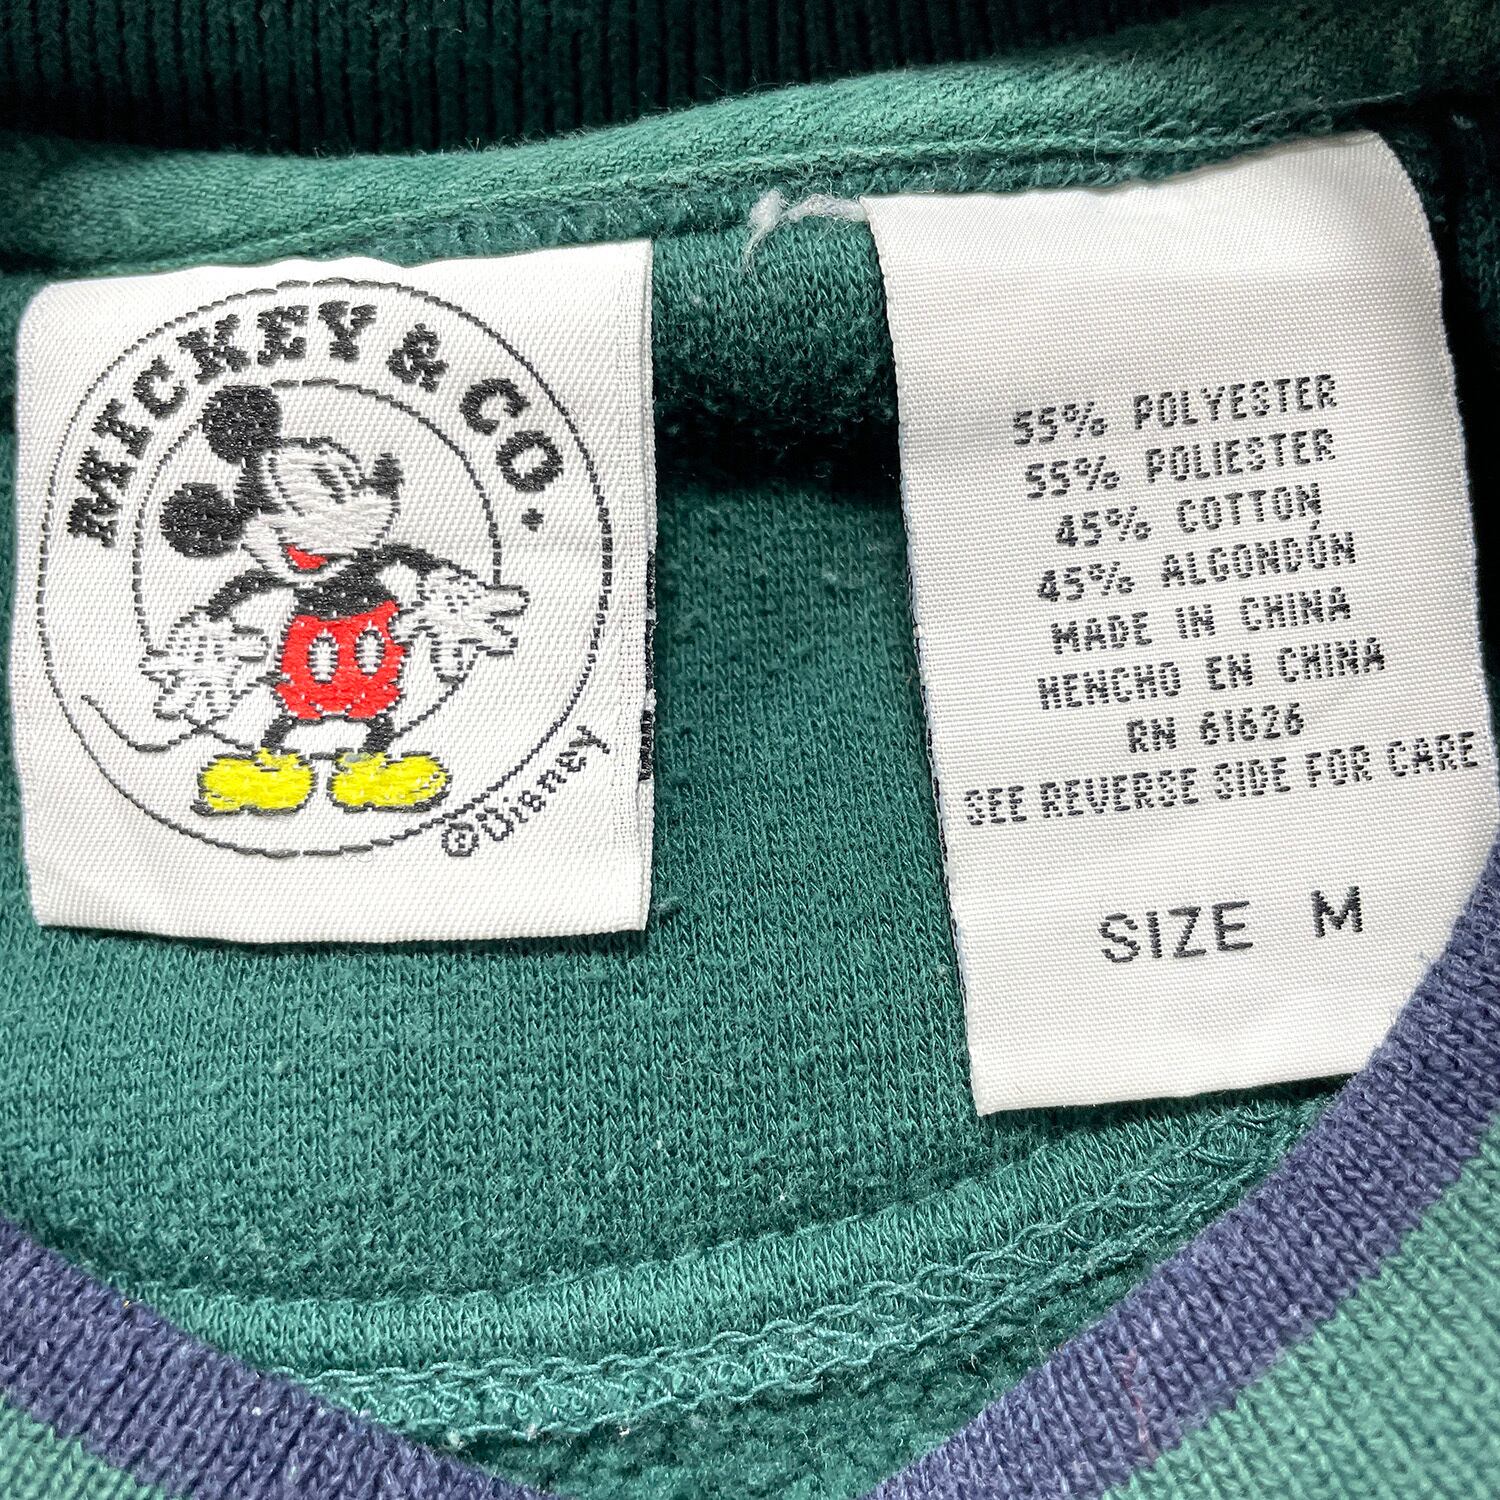 MICKEY & CO.
©Disney
55% POLYESTER
55% POLIESTER
45% COTTON
45% ALGONDÓN
MADE IN CHINA
HENCHO EN CHINA
RN 61626
SEE REVERSE SIDE FOR CARE
SIZE M